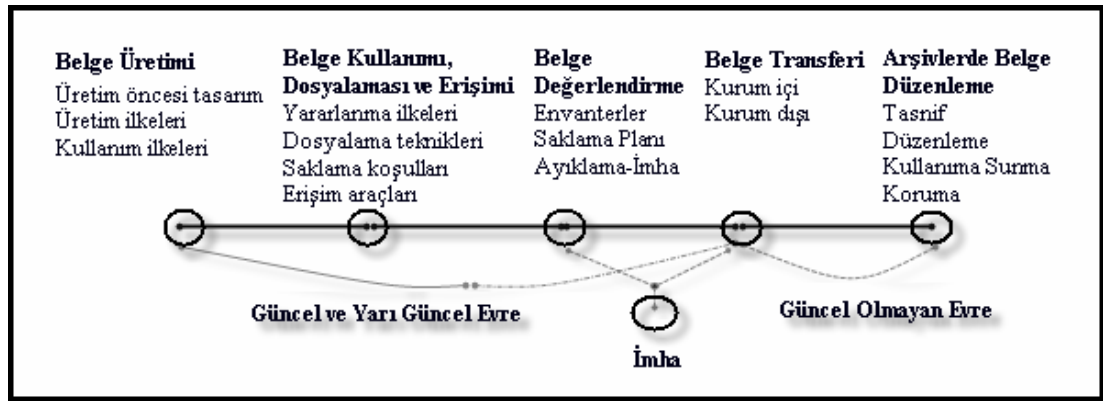 Belge Üretimi
Üretim öncesi tasarım
Üretim ilkeleri
Kullanım ilkeleri
Belge Kullanımı,
Dosyalaması ve Erişimi
Yararlanma ilkeleri
Dosyalama teknikleri
Saklama koşulları
Erişim araçları
Belge
Değerlendirme
Envanterler
Saklama Planı
Ayıklama-İmha
Belge Transferi
Kurum içi
Kurum dışı
Arşivlerde Belge
Düzenleme
Tasnif
Düzenleme
Kullanıma Sunma
Koruma
Güncel ve Yarı Güncel Evre
İmha
Güncel Olmayan Evre